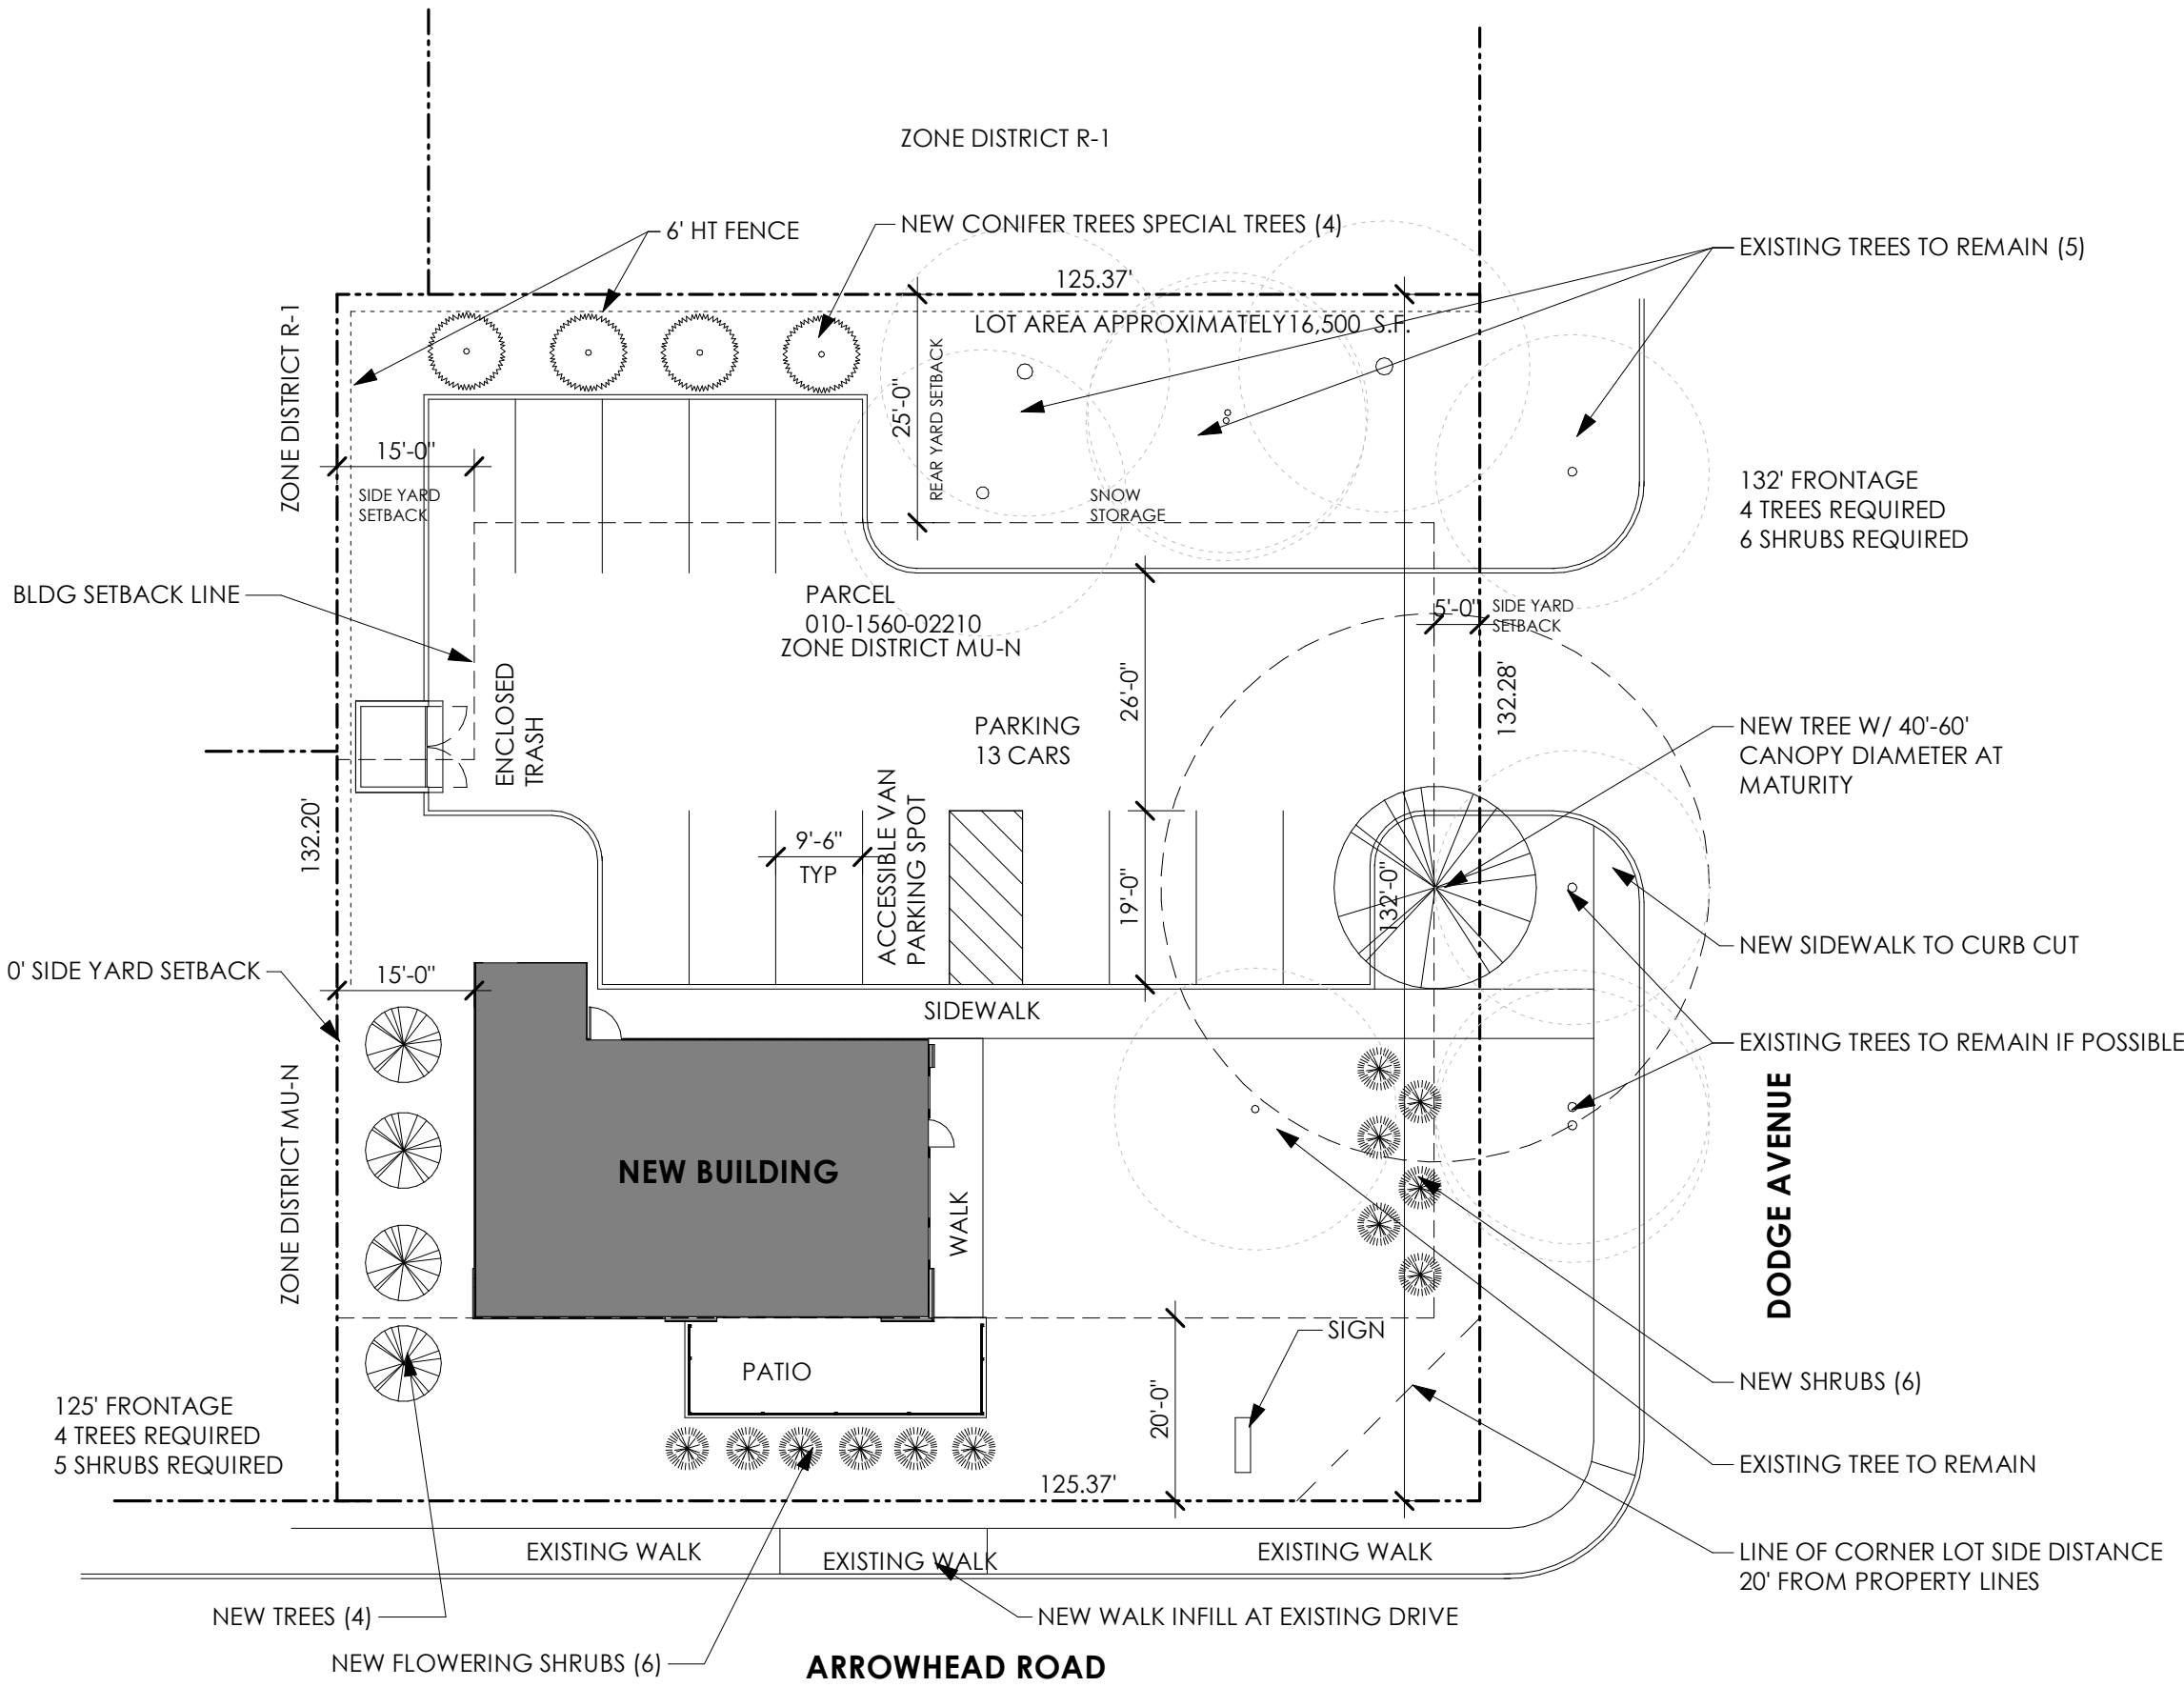 ZONE DISTRICT R-1
6' HT FENCE
NEW CONIFER TREES SPECIAL TREES (4)
EXISTING TREES TO REMAIN (5)
125.37'
LOT AREA APPROXIMATELY16,500 S.F.
ZONE DISTRICT R-1
25'-0"
REAR YARD SETBACK
15'-0"
SIDE YARD
SETBACK
SNOW
STORAGE
132' FRONTAGE
4 TREES REQUIRED
6 SHRUBS REQUIRED
BLDG SETBACK LINE
PARCEL
010-1560-02210
ZONE DISTRICT MU-N
5'-0"
SIDE YARD
SETBACK
ENCLOSED
TRASH
26'-0"
132.28'
PARKING
13 CARS
NEW TREE W/ 40'-60'
CANOPY DIAMETER AT
MATURITY
132.20'
9'-6"
TYP
ACCESSIBLE VAN
PARKING SPOT
19'-0"
132'-0"
NEW SIDEWALK TO CURB CUT
0' SIDE YARD SETBACK
15'-0"
SIDEWALK
EXISTING TREES TO REMAIN IF POSSIBLE
ZONE DISTRICT MU-N
NEW BUILDING
WALK
DODGE AVENUE
SIGN
PATIO
NEW SHRUBS (6)
125' FRONTAGE
4 TREES REQUIRED
5 SHRUBS REQUIRED
20'-0"
EXISTING TREE TO REMAIN
125.37'
EXISTING WALK
EXISTING WALK
EXISTING WALK
LINE OF CORNER LOT SIDE DISTANCE
20' FROM PROPERTY LINES
NEW TREES (4)
NEW WALK INFILL AT EXISTING DRIVE
NEW FLOWERING SHRUBS (6)
ARROWHEAD ROAD